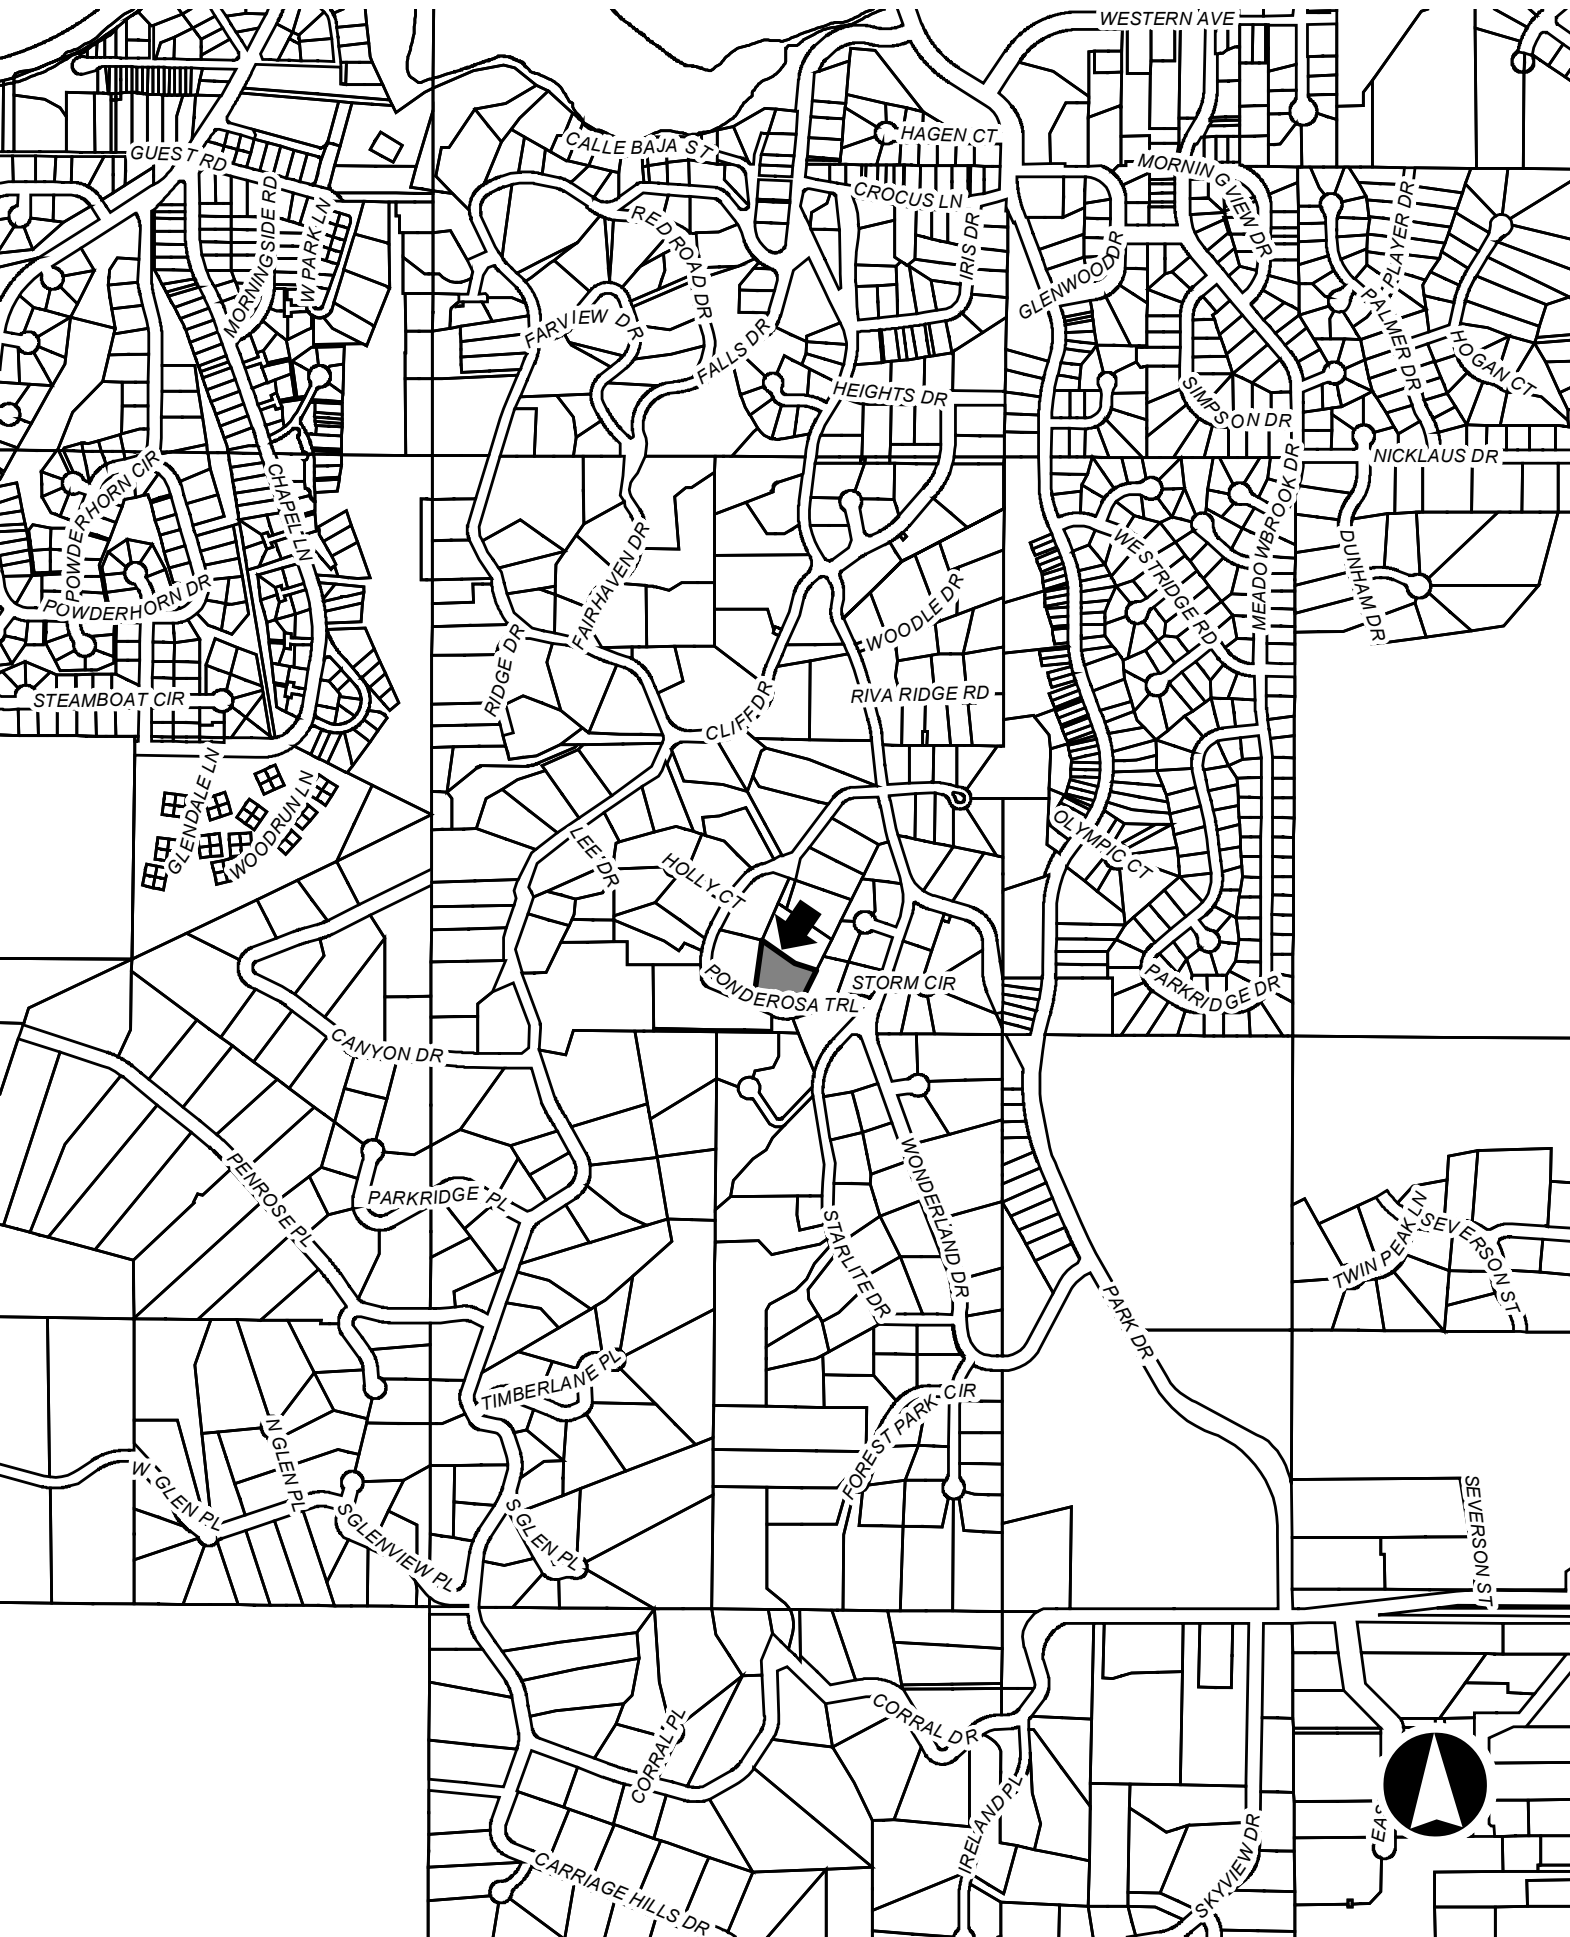 WESTERN AVE
HAGEN CT
CALLE BAJA ST
GUEST RD
MORNINGVIEW DR
CROCUS LN
MORNINGSIDE RD
W PARK LN
RED ROAD DR
IRIS DR
GLENWOOD DR
PLAYER DR
FARVIEW DR
FALLS DR
PALMER DR
HOGAN CT
HEIGHTS DR
SIMPSON DR
NICKLAUS DR
POWDERHORN CIR
CHAPEL LN
POWDERHORN DR
FAIRHAVEN DR
WESTRIDGE RD
MEADOWBROOK DR
DUNHAM DR
WOODLE DR
RIDGE DR
CLIFF DR
RIVA RIDGE RD
STEAMBOAT CIR
GLENDALE LN
WOODRUN LN
LEE DR
HOLLY CT
OLYMPIC CT
PONDEROSA TRL
STORM CIR
PARKRIDGE DR
CANYON DR
PENROSE PL
PARKRIDGE PL
WONDERLAND DR
STARLITE DR
TWIN PEAK LN
SEVERSON ST
PARK DR
TIMBERLANE PL
FOREST PARK CIR
N GLEN PL
W GLEN PL
S GLENVIEW PL
S GLEN PL
SEVERSON ST
CORRAL PL
CORRAL DR
IRELAND PL
SKYVIEW DR
CARRIAGE HILLS DR